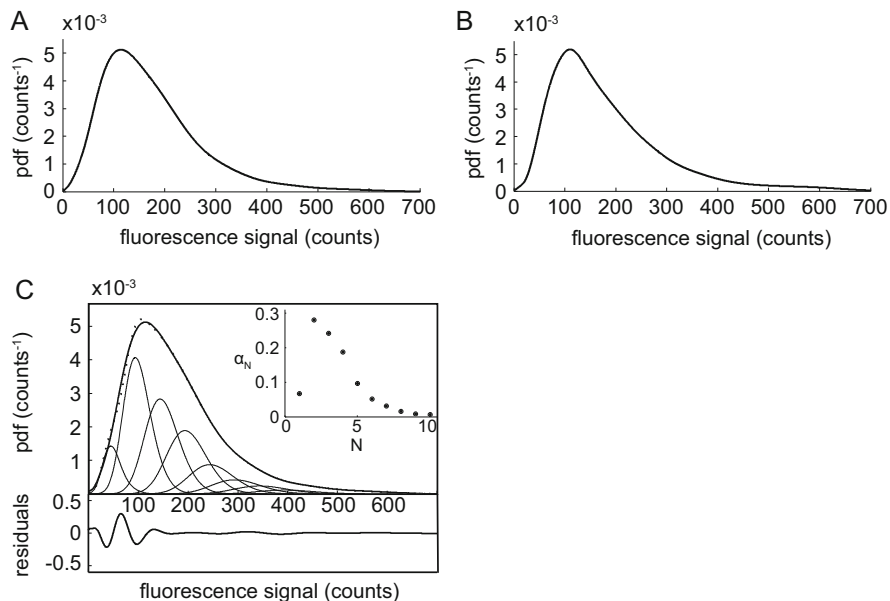 A
x10⁻³
pdf (counts⁻¹)
5
4
3
2
1
0
0 100 200 300 400 500 600 700
fluorescence signal (counts)
B
x10⁻³
pdf (counts⁻¹)
5
4
3
2
1
0
0 100 200 300 400 500 600 700
fluorescence signal (counts)
C
x10⁻³
pdf (counts⁻¹)
5
4
3
2
1
100 200 300 400 500 600
αN
0.3
0.2
0.1
0
0 5 10
N
residuals
0.5
0
-0.5
fluorescence signal (counts)